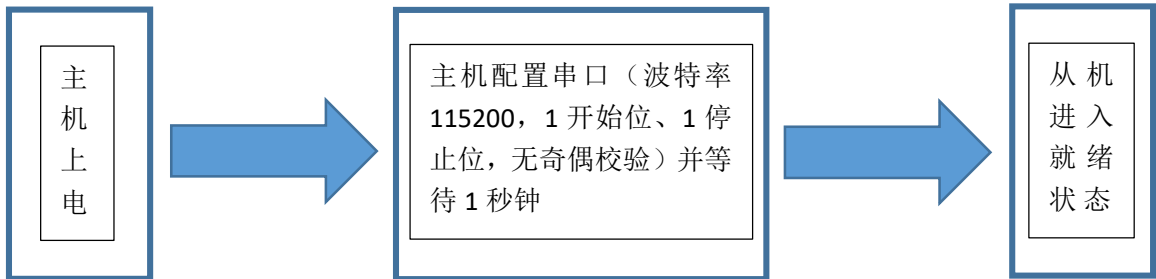 主
机
上
电
主机配置串口（波特率
115200，1 开始位、1 停
止位，无奇偶校验）并等
待 1 秒钟
从 机
进 入
就 绪
状 态